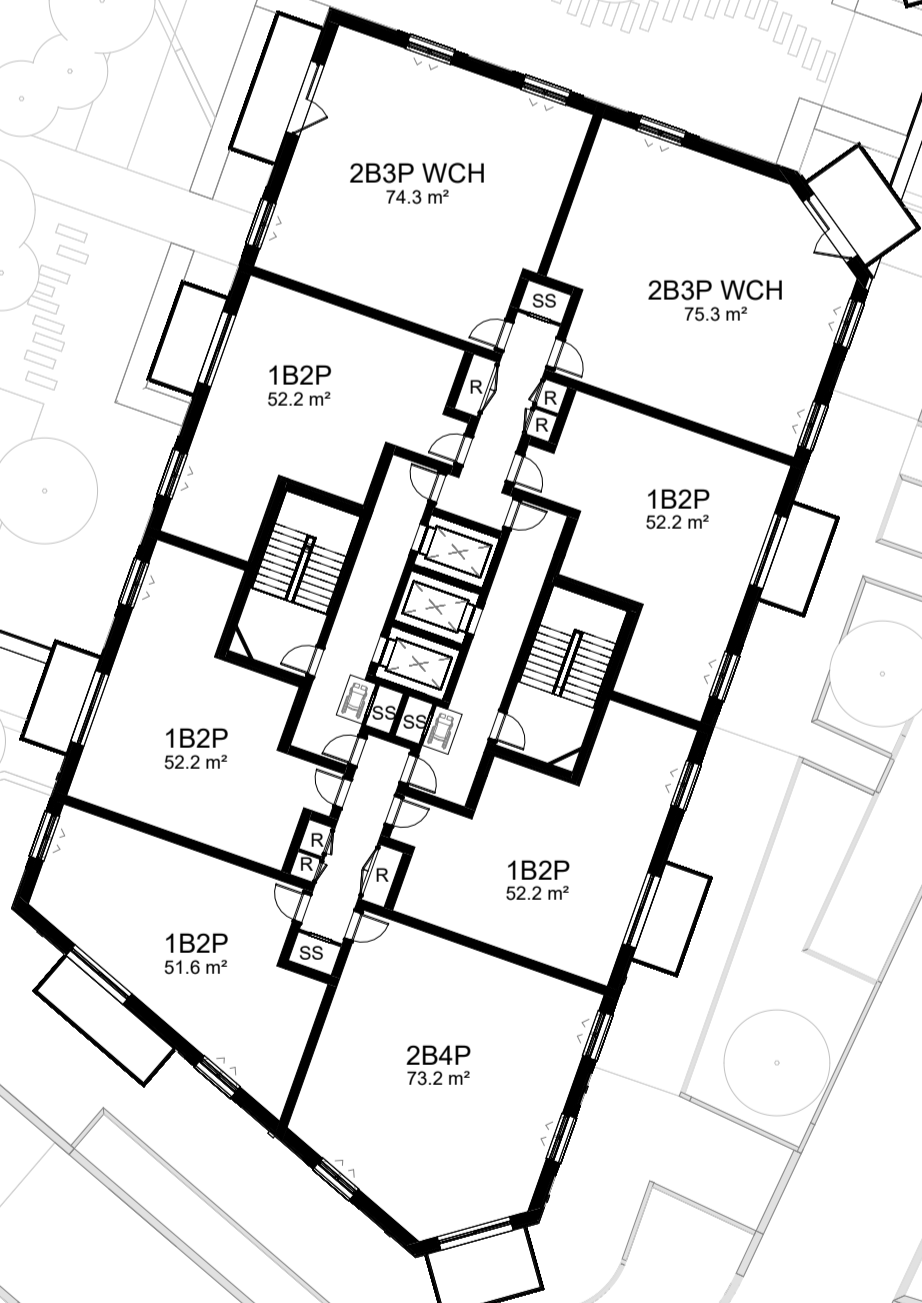 2B3P WCH
74.3 m²
2B3P WCH
75.3 m²
SS
1B2P
52.2 m²
R
R
R
1B2P
52.2 m²
SS
SS
1B2P
52.2 m²
R
R
R
1B2P
52.2 m²
1B2P
51.6 m²
SS
2B4P
73.2 m²